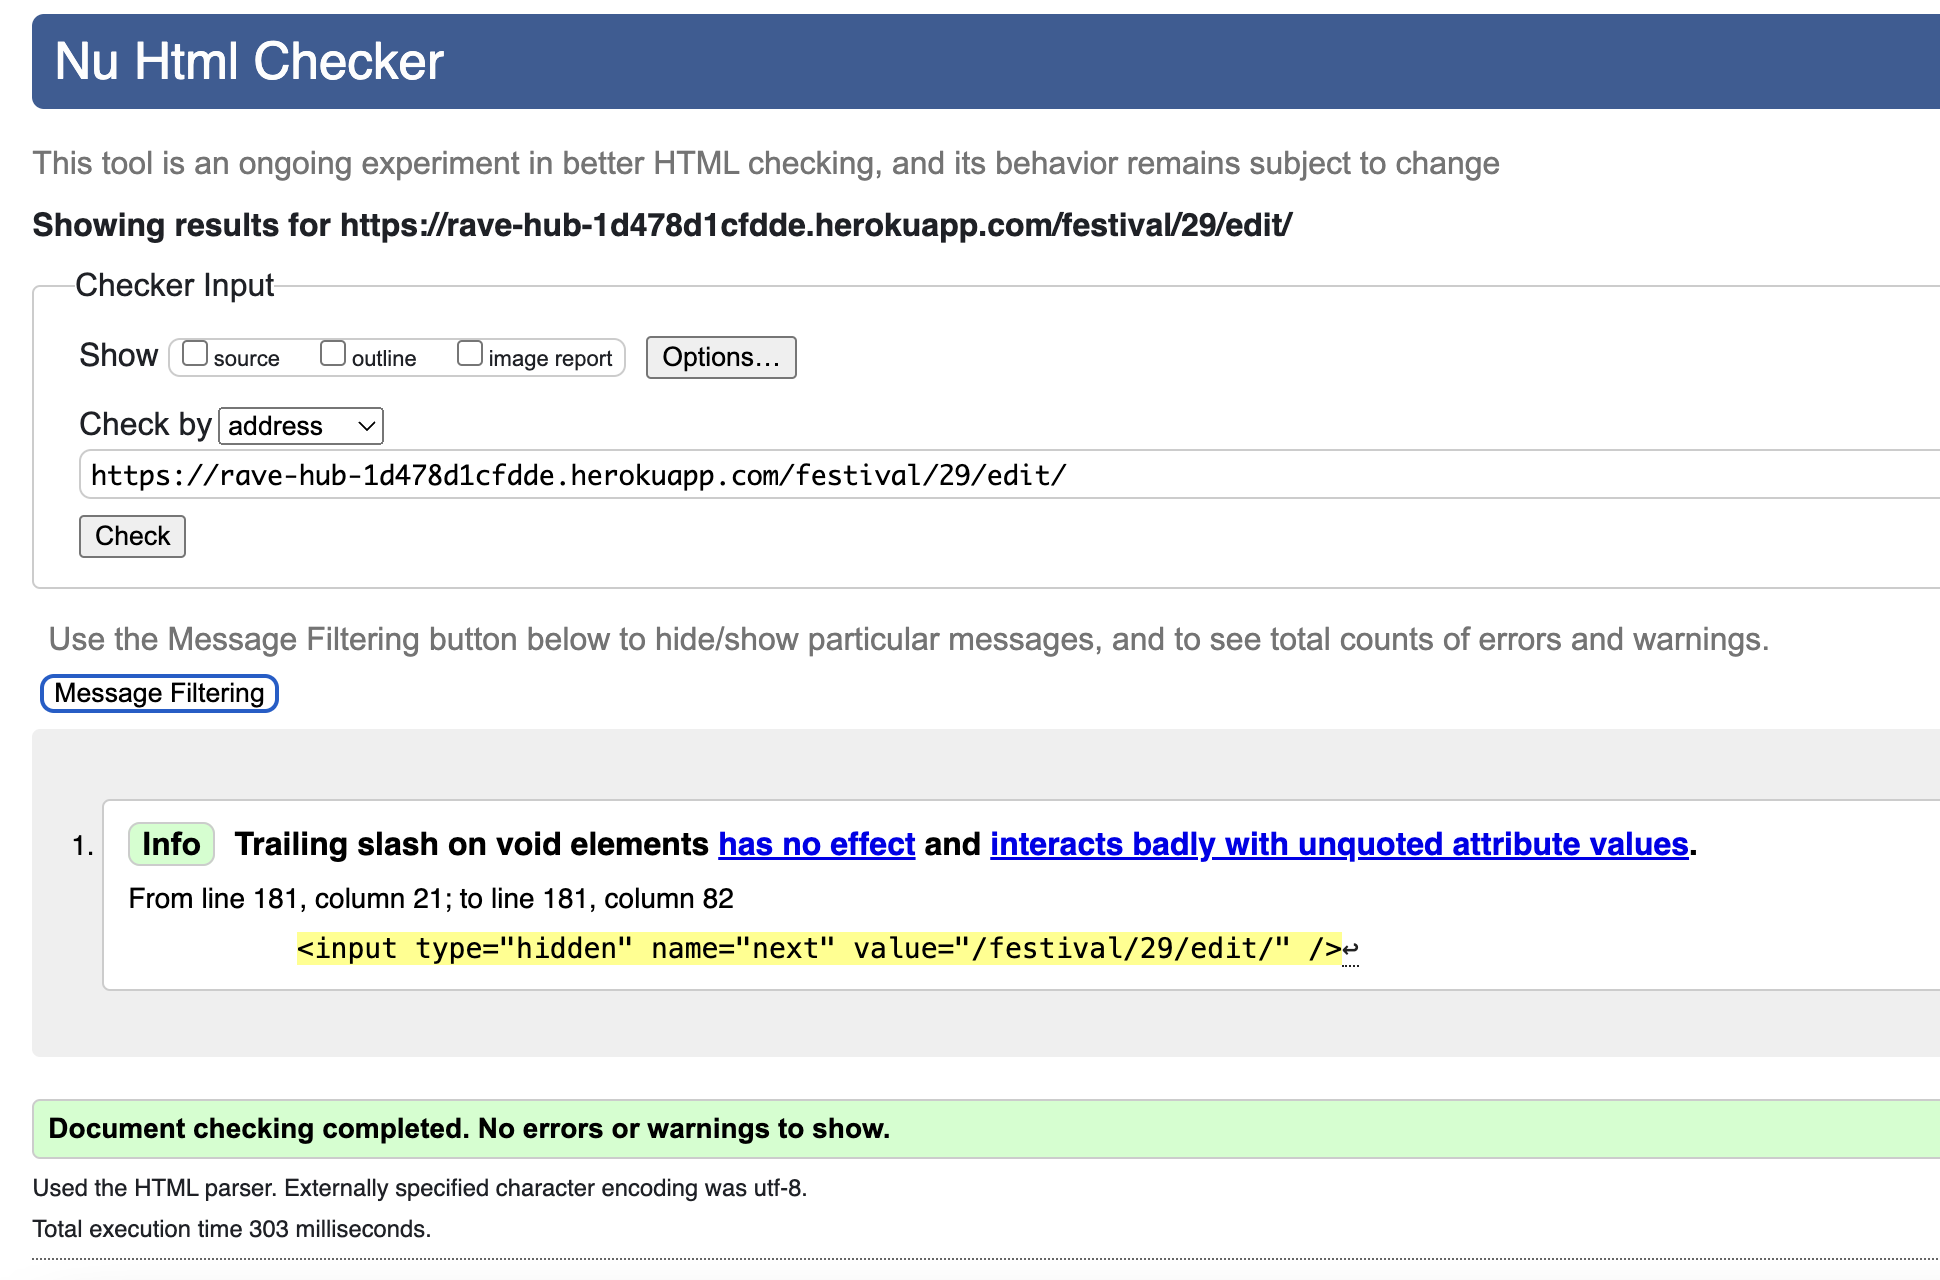 Nu Html Checker
This tool is an ongoing experiment in better HTML checking, and its behavior remains subject to change
Showing results for https://rave-hub-1d478d1cfdde.herokuapp.com/festival/29/edit/
Checker Input
Show source outline image report Options...
Check by address
https://rave-hub-1d478d1cfdde.herokuapp.com/festival/29/edit/
Check
Use the Message Filtering button below to hide/show particular messages, and to see total counts of errors and warnings.
Message Filtering
1. Info Trailing slash on void elements has no effect and interacts badly with unquoted attribute values.
From line 181, column 21; to line 181, column 82
<input type="hidden" name="next" value="/festival/29/edit/" />↩
Document checking completed. No errors or warnings to show.
Used the HTML parser. Externally specified character encoding was utf-8.
Total execution time 303 milliseconds.